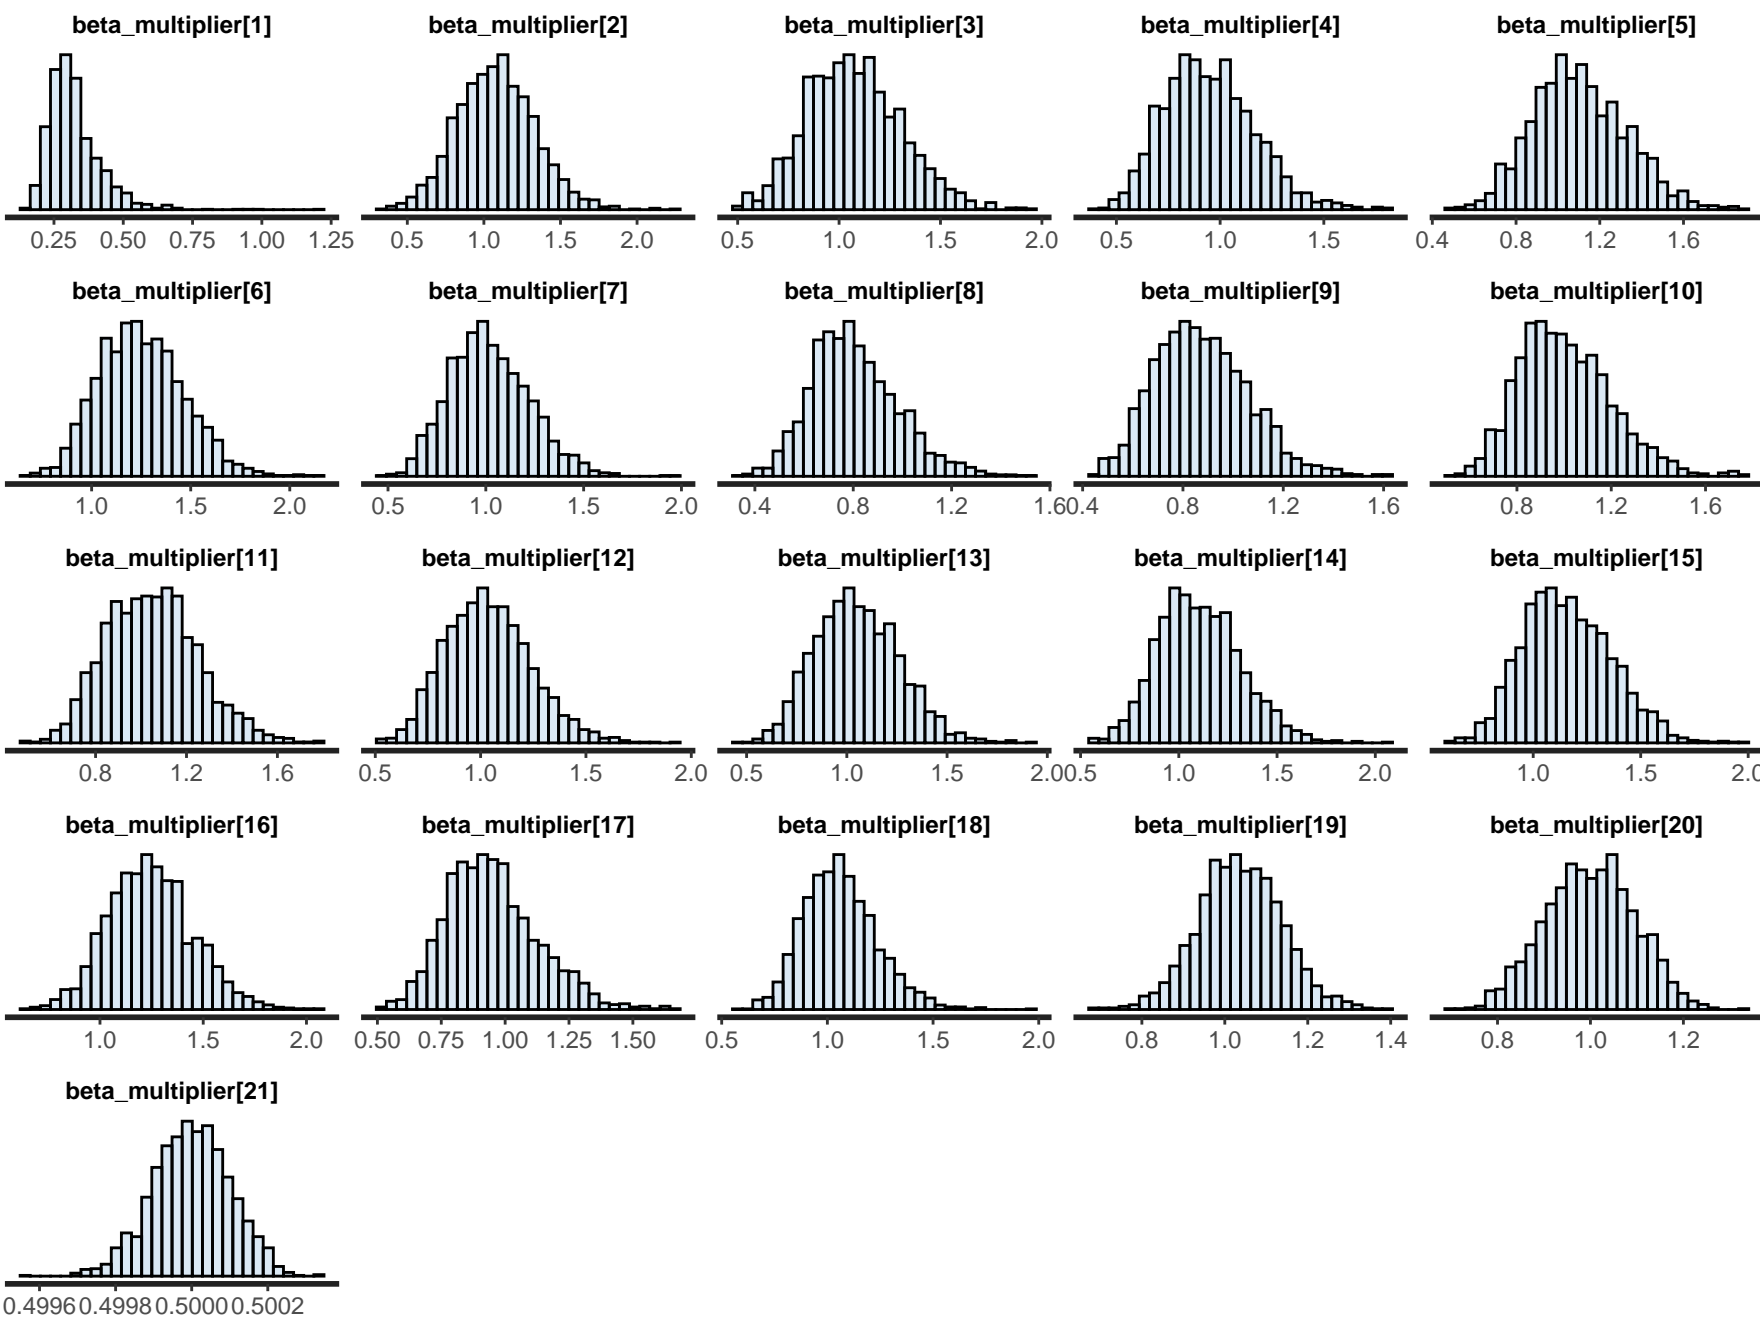 beta_multiplier[1] beta_multiplier[2] beta_multiplier[3] beta_multiplier[4] beta_multiplier[5]
0.25 0.50 0.75 1.00 1.25 0.5 1.0 1.5 2.0 0.5 1.0 1.5 2.0 0.5 1.0 1.5 0.4 0.8 1.2 1.6
beta_multiplier[6] beta_multiplier[7] beta_multiplier[8] beta_multiplier[9] beta_multiplier[10]
1.0 1.5 2.0 0.5 1.0 1.5 2.0 0.4 0.8 1.2 1.6 0.4 0.8 1.2 1.6 0.8 1.2 1.6
beta_multiplier[11] beta_multiplier[12] beta_multiplier[13] beta_multiplier[14] beta_multiplier[15]
0.8 1.2 1.6 0.5 1.0 1.5 2.0 0.5 1.0 1.5 2.0 0.5 1.0 1.5 2.0 1.0 1.5 2.0
beta_multiplier[16] beta_multiplier[17] beta_multiplier[18] beta_multiplier[19] beta_multiplier[20]
1.0 1.5 2.0 0.50 0.75 1.00 1.25 1.50 0.5 1.0 1.5 2.0 0.8 1.0 1.2 1.4 0.8 1.0 1.2
beta_multiplier[21]
0.4996 0.4998 0.5000 0.5002